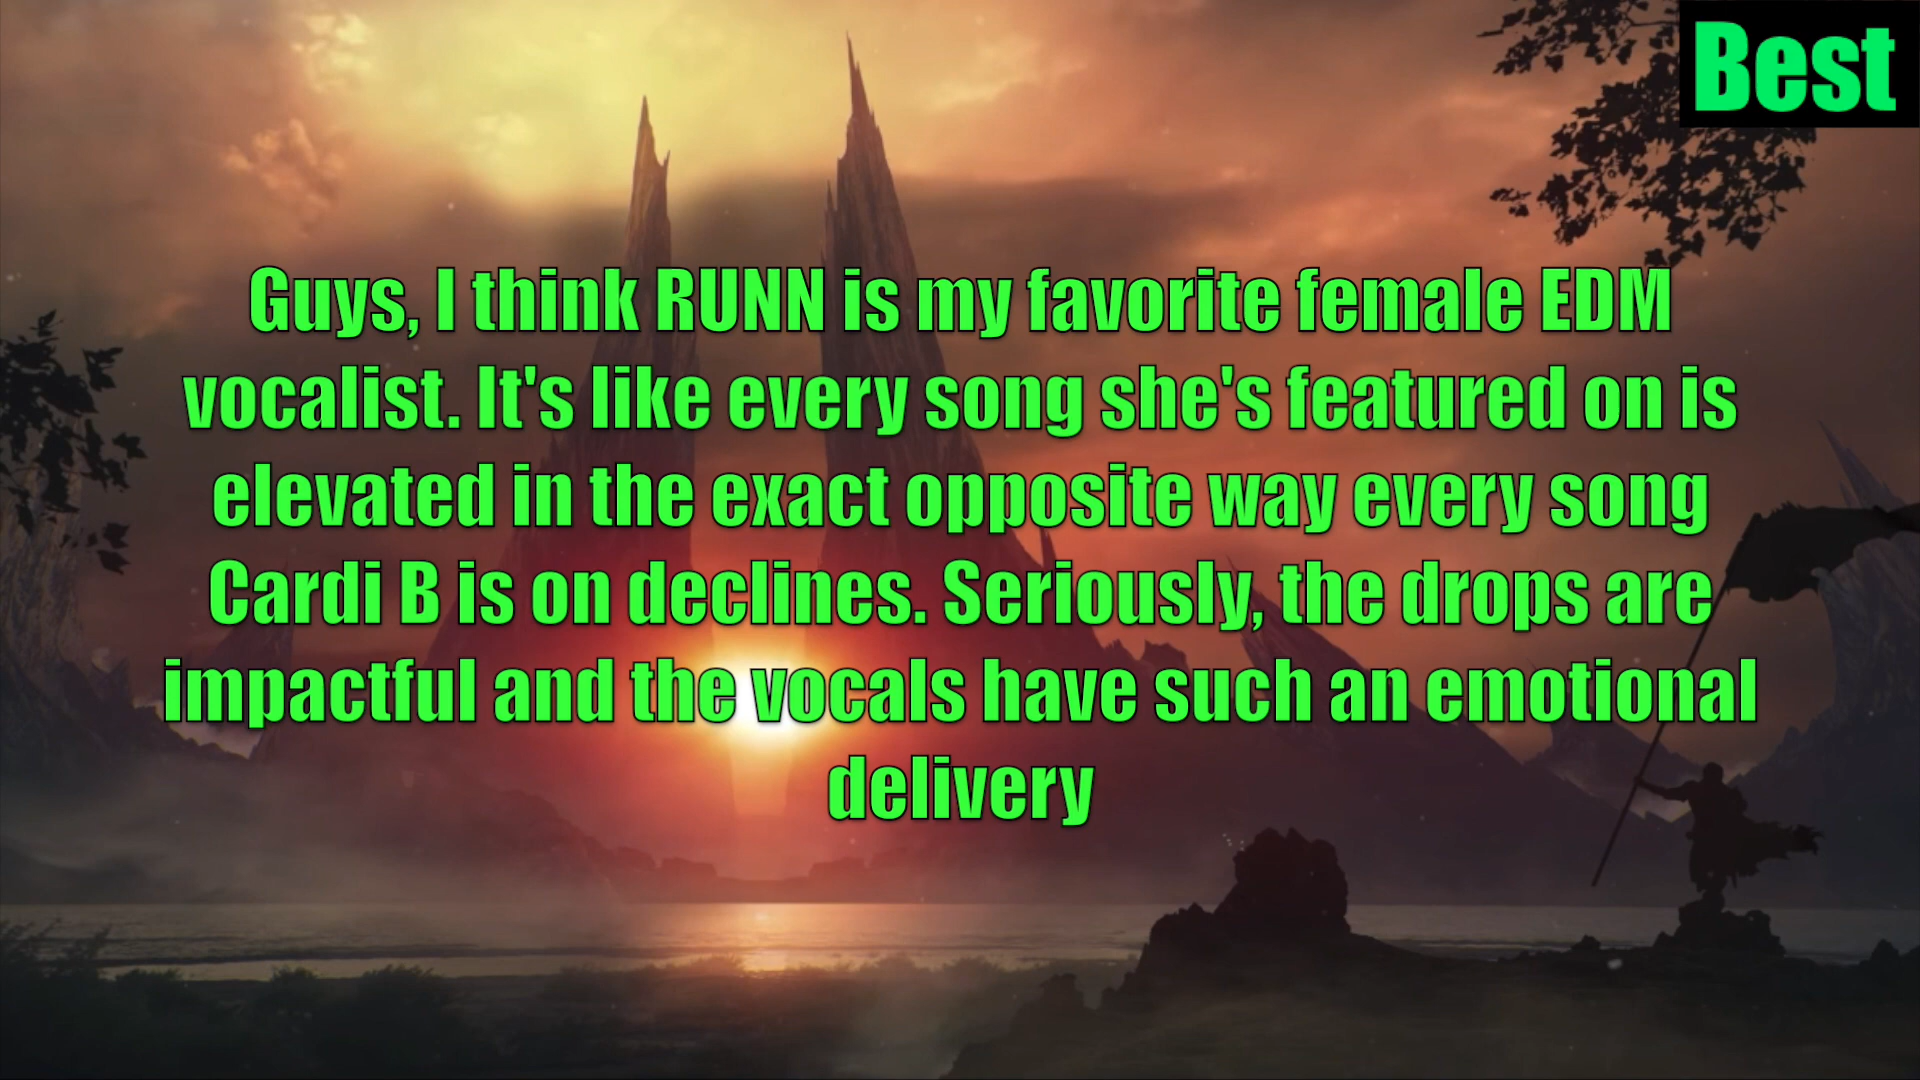 Best
Guys, I think RUNN is my favorite female EDM
vocalist. It's like every song she's featured on is
elevated in the exact opposite way every song
Cardi B is on declines. Seriously, the drops are
impactful and the vocals have such an emotional
delivery